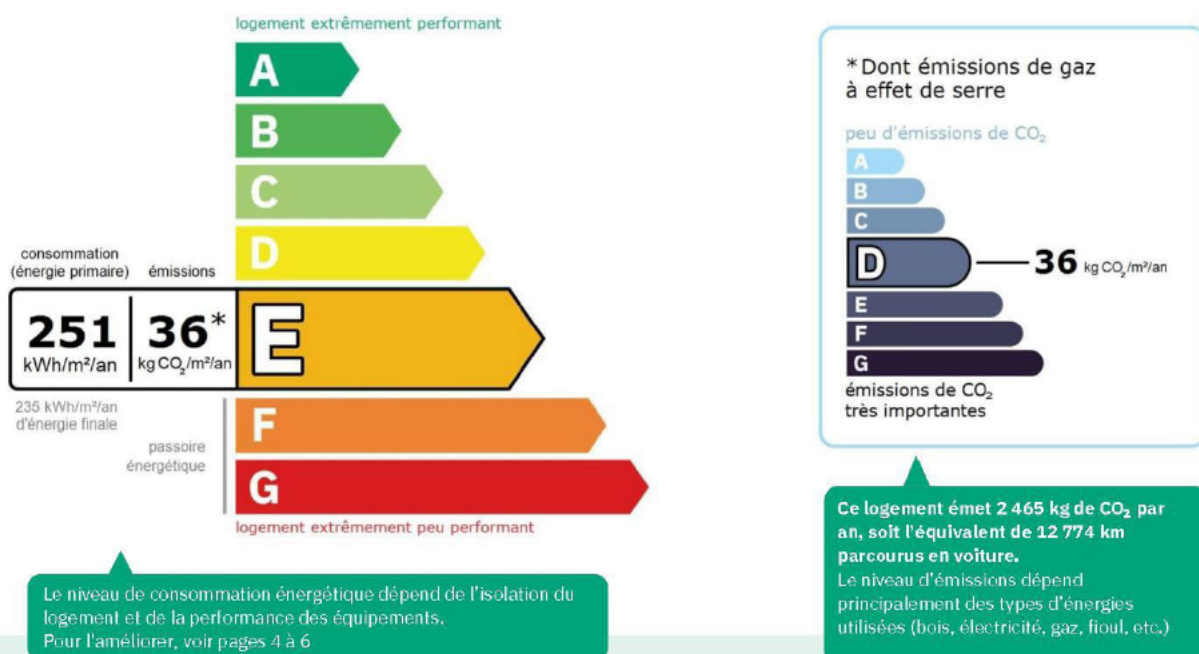 logement extrêmement performant
A
B
C
D
consommation
(énergie primaire)
émissions
251
kWh/m²/an
36*
kg CO₂/m²/an
E
235 kWh/m²/an
d'énergie finale
passoire
énergétique
F
G
logement extrêmement peu performant
Le niveau de consommation énergétique dépend de l'isolation du
logement et de la performance des équipements.
Pour l'améliorer, voir pages 4 à 6
*Dont émissions de gaz
à effet de serre
peu d'émissions de CO₂
A
B
C
D
36 kg CO₂/m²/an
E
F
G
émissions de CO₂
très importantes
Ce logement émet 2 465 kg de CO₂ par
an, soit l'équivalent de 12 774 km
parcourus en voiture.
Le niveau d'émissions dépend
principalement des types d'énergies
utilisées (bois, électricité, gaz, fioul, etc.)